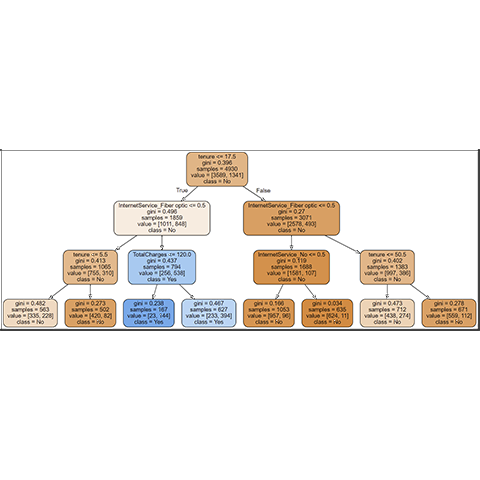 tenure <= 17.5
gini = 0.396
samples = 4930
value = [3589, 1341]
class = No
True
False
InternetService_Fiber optic <= 0.5
gini = 0.496
samples = 1859
value = [1011, 848]
class = No
InternetService_Fiber optic <= 0.5
gini = 0.27
samples = 3071
value = [2578, 493]
class = No
tenure <= 5.5
gini = 0.413
samples = 1065
value = [755, 310]
class = No
TotalCharges <= 120.0
gini = 0.437
samples = 794
value = [256, 538]
class = Yes
InternetService_No <= 0.5
gini = 0.119
samples = 1688
value = [1581, 107]
class = No
tenure <= 50.5
gini = 0.402
samples = 1383
value = [997, 386]
class = No
gini = 0.482
samples = 563
value = [335, 228]
class = No
gini = 0.273
samples = 502
value = [420, 82]
class = No
gini = 0.238
samples = 167
value = [23, 144]
class = Yes
gini = 0.467
samples = 627
value = [233, 394]
class = Yes
gini = 0.166
samples = 1053
value = [957, 96]
class = No
gini = 0.034
samples = 635
value = [624, 11]
class = No
gini = 0.473
samples = 712
value = [438, 274]
class = No
gini = 0.278
samples = 671
value = [559, 112]
class = No